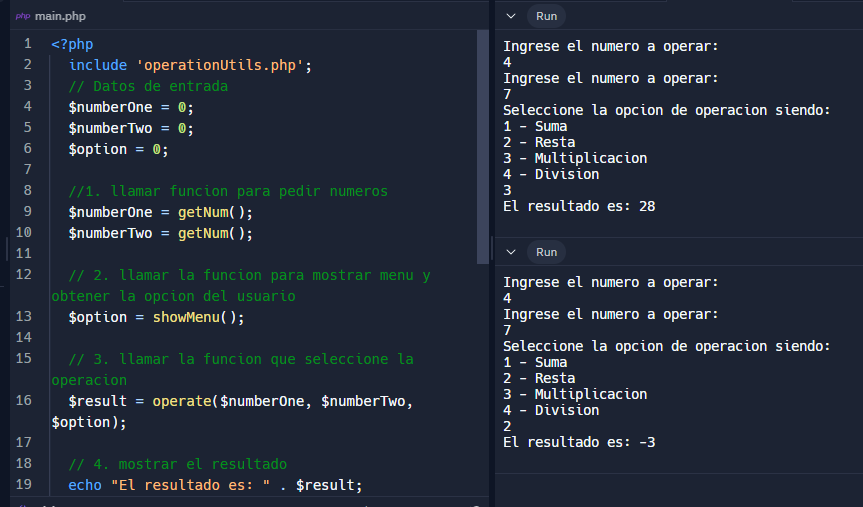 php main.php
1 <?php
2 include 'operationUtils.php';
3 // Datos de entrada
4 $numberOne = 0;
5 $numberTwo = 0;
6 $option = 0;
7
8 //1. llamar funcion para pedir numeros
9 $numberOne = getNum();
10 $numberTwo = getNum();
11
12 // 2. llamar la funcion para mostrar menu y
obtener la opcion del usuario
13 $option = showMenu();
14
15 // 3. llamar la funcion que seleccione la
operacion
16 $result = operate($numberOne, $numberTwo,
$option);
17
18 // 4. mostrar el resultado
19 echo "El resultado es: " . $result;
Run
Ingrese el numero a operar:
4
Ingrese el numero a operar:
7
Seleccione la opcion de operacion siendo:
1 - Suma
2 - Resta
3 - Multiplicacion
4 - Division
3
El resultado es: 28
Run
Ingrese el numero a operar:
4
Ingrese el numero a operar:
7
Seleccione la opcion de operacion siendo:
1 - Suma
2 - Resta
3 - Multiplicacion
4 - Division
2
El resultado es: -3